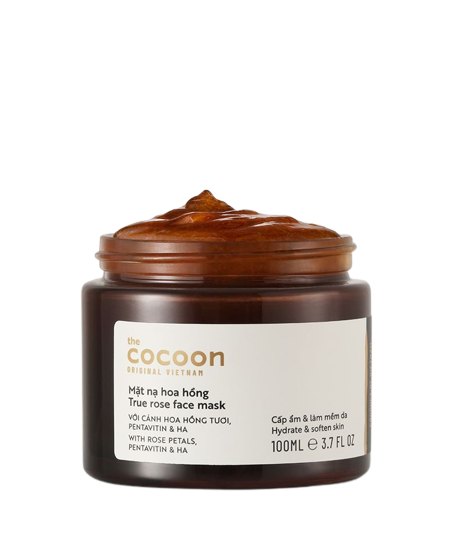 the
cocoon
ORIGINAL VIETNAM
Mặt nạ hoa hồng
True rose face mask
VỚI CÁNH HOA HỒNG TƯƠI,
PENTAVITIN & HA
WITH ROSE PETALS,
PENTAVITIN & HA
Cấp ẩm & làm mềm da
Hydrate & soften skin
100ML ℮ 3.7 FL OZ